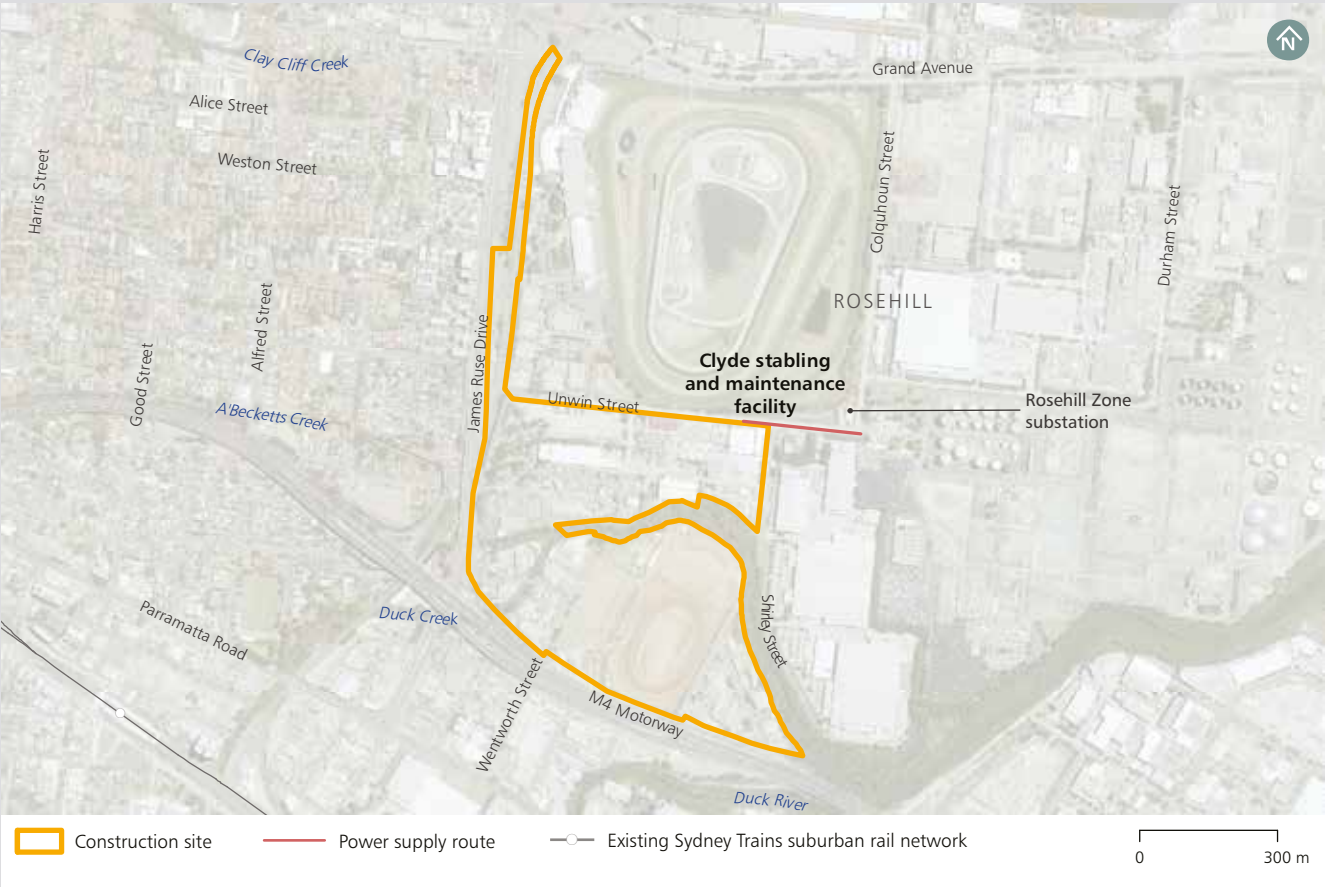 N
Clay Cliff Creek
Grand Avenue
Alice Street
Weston Street
Harris Street
Colquhoun Street
Durham Street
ROSEHILL
Alfred Street
James Ruse Drive
Good Street
Clyde stabling
and maintenance
facility
Unwin Street
Rosehill Zone
substation
A'Becketts Creek
Duck Creek
Parramatta Road
Shirley Street
Wentworth Street
M4 Motorway
Duck River
Construction site
Power supply route
Existing Sydney Trains suburban rail network
0
300 m